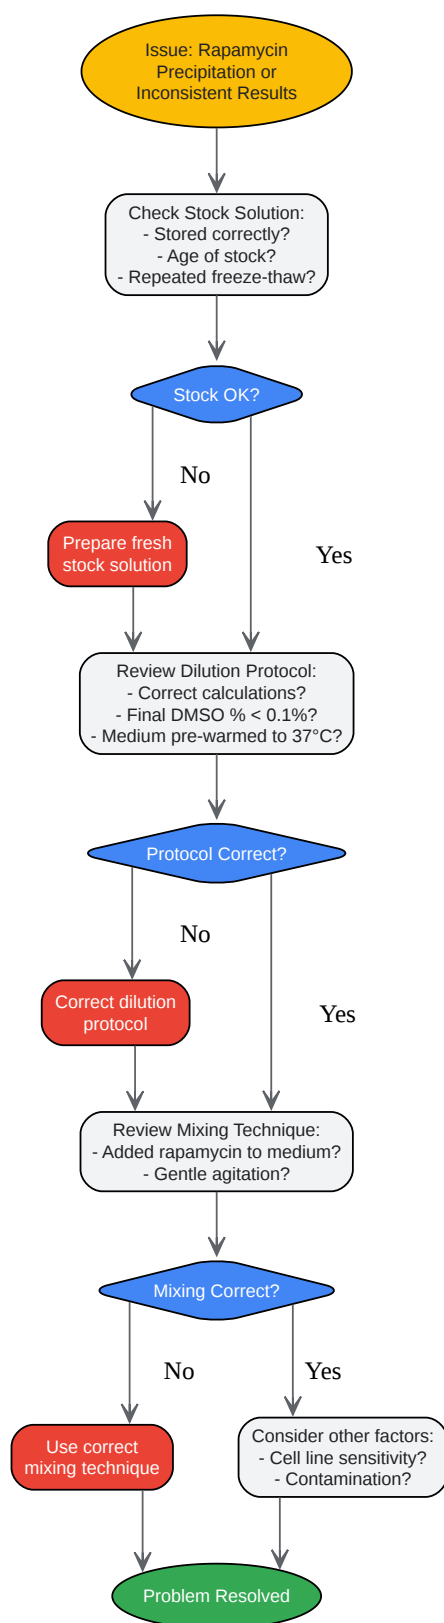 Issue: Rapamycin
Precipitation or
Inconsistent Results
Check Stock Solution:
- Stored correctly?
- Age of stock?
- Repeated freeze-thaw?
Stock OK?
No
Yes
Prepare fresh
stock solution
Review Dilution Protocol:
- Correct calculations?
- Final DMSO % < 0.1%?
- Medium pre-warmed to 37°C?
Protocol Correct?
No
Yes
Correct dilution
protocol
Review Mixing Technique:
- Added rapamycin to medium?
- Gentle agitation?
Mixing Correct?
No
Yes
Use correct
mixing technique
Consider other factors:
- Cell line sensitivity?
- Contamination?
Problem Resolved